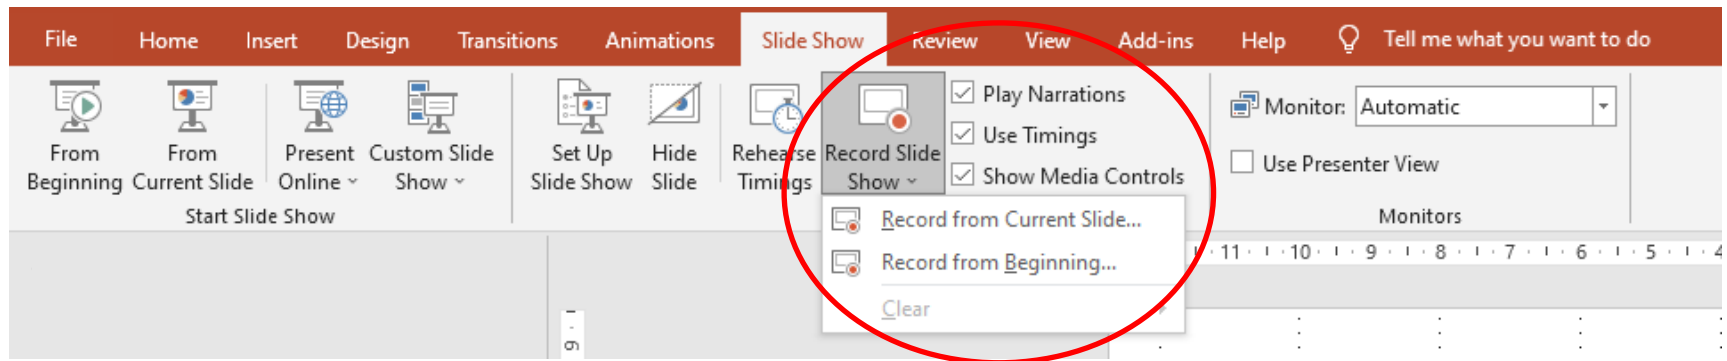 File Home Insert Design Transitions Animations Slide Show Review View Add-ins Help Tell me what you want to do
From Beginning
From Current Slide
Present Online
Custom Slide Show
Set Up Slide Show
Hide Slide
Rehearse Timings
Record Slide Show
Play Narrations
Use Timings
Show Media Controls
Monitor: Automatic
Use Presenter View
Start Slide Show
Monitors
Record from Current Slide...
Record from Beginning...
Clear
11 10 9 8 7 6 5 4
9